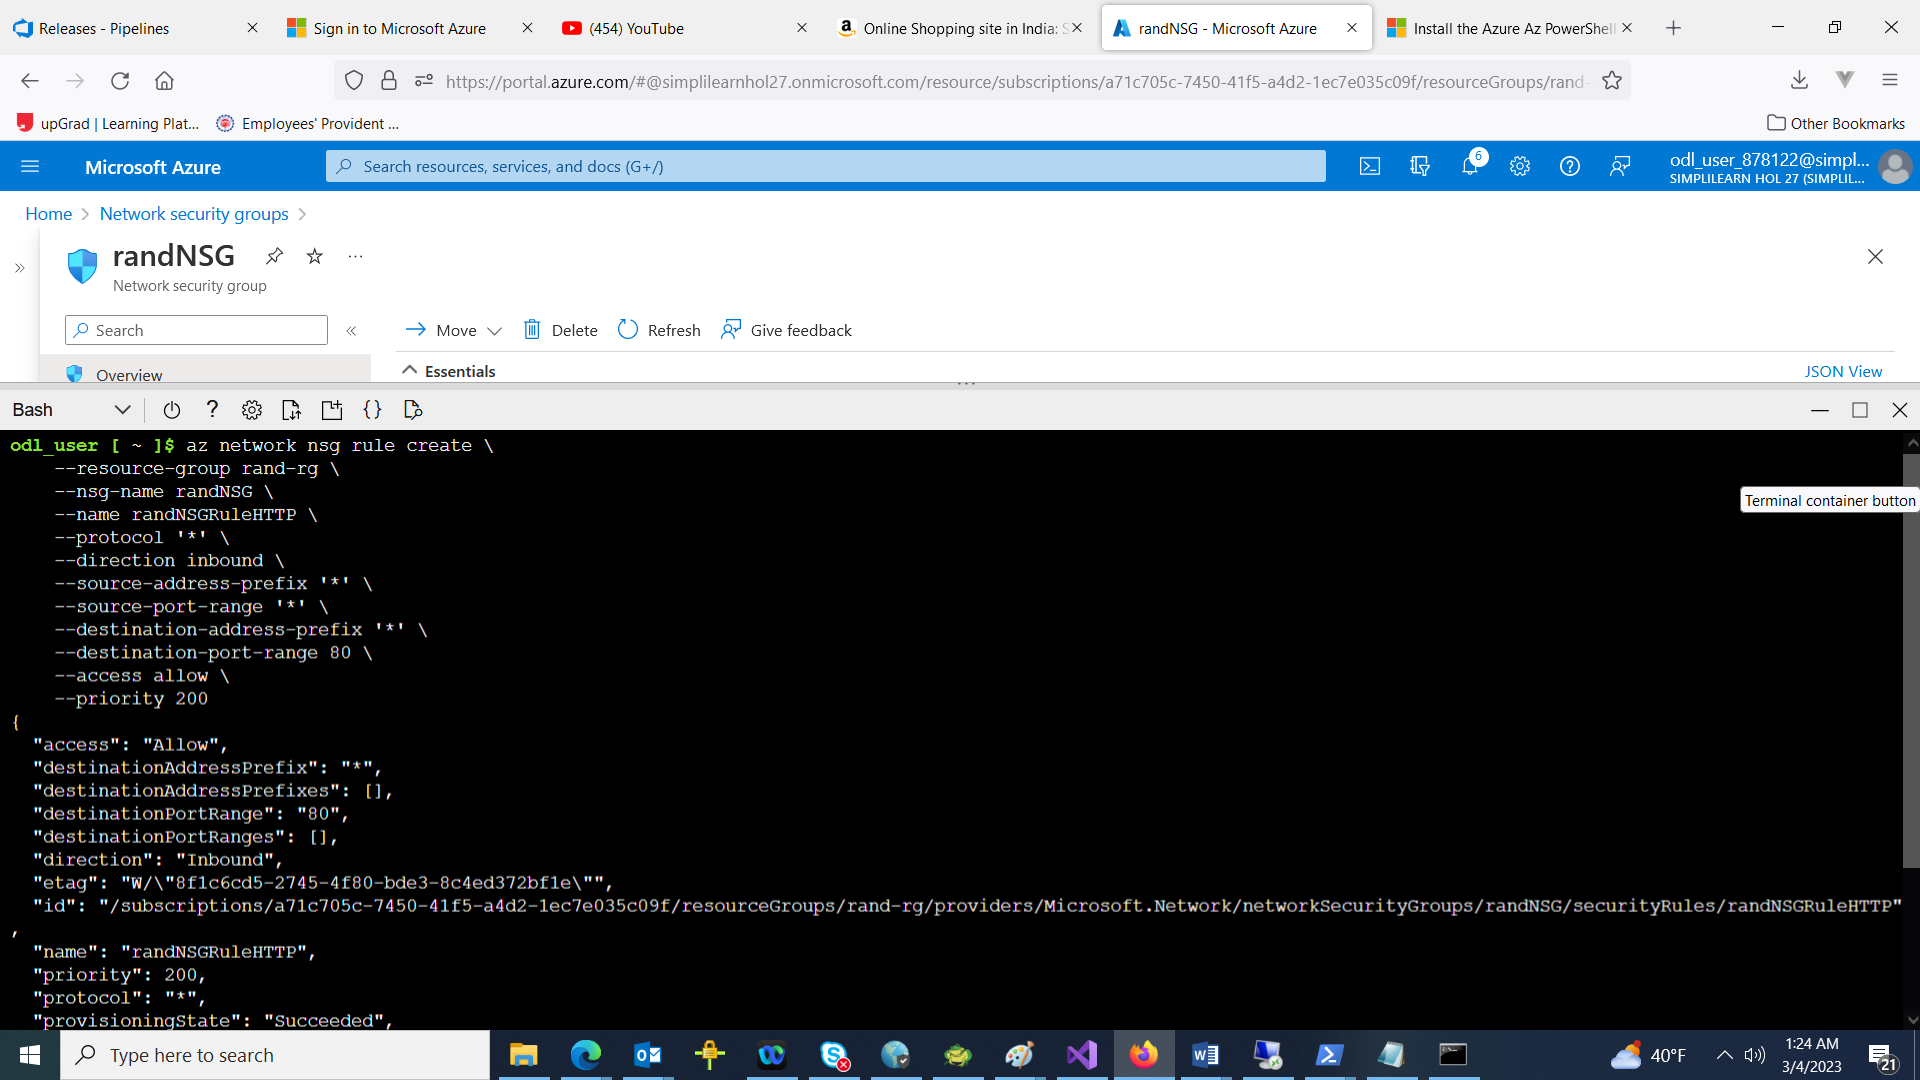 Releases - Pipelines
Sign in to Microsoft Azure
(454) YouTube
Online Shopping site in India: S
randNSG - Microsoft Azure
Install the Azure Az PowerShell
https://portal.azure.com/#@simplilearnhol27.onmicrosoft.com/resource/subscriptions/a71c705c-7450-41f5-a4d2-1ec7e035c09f/resourceGroups/rand-
upGrad | Learning Plat...
Employees' Provident ...
Other Bookmarks
Microsoft Azure
Search resources, services, and docs (G+/)
6
odl_user_878122@simpl...
SIMPLILEARN HOL 27 (SIMPLIL...
Home > Network security groups >
randNSG
...
Network security group
Search
Move
Delete
Refresh
Give feedback
Overview
Essentials
JSON View
Bash
odl_user [ ~ ]$ az network nsg rule create \
--resource-group rand-rg \
--nsg-name randNSG \
--name randNSGRuleHTTP \
--protocol '*' \
--direction inbound \
--source-address-prefix '*' \
--source-port-range '*' \
--destination-address-prefix '*' \
--destination-port-range 80 \
--access allow \
--priority 200
{
"access": "Allow",
"destinationAddressPrefix": "*",
"destinationAddressPrefixes": [],
"destinationPortRange": "80",
"destinationPortRanges": [],
"direction": "Inbound",
"etag": "W/\"8f1c6cd5-2745-4f80-bde3-8c4ed372bf1e\"",
"id": "/subscriptions/a71c705c-7450-41f5-a4d2-1ec7e035c09f/resourceGroups/rand-rg/providers/Microsoft.Network/networkSecurityGroups/randNSG/securityRules/randNSGRuleHTTP"
,
"name": "randNSGRuleHTTP",
"priority": 200,
"protocol": "*",
"provisioningState": "Succeeded",
Terminal container button
Type here to search
40°F
1:24 AM
3/4/2023
21